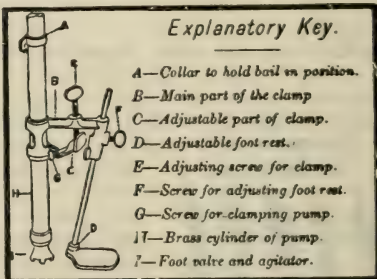 Explanatory Key.
A—Collar to hold bail in position.
B—Main part of the clamp
C—Adjustable part of clamp.
D—Adjustable foot rest.
E—Adjusting screw for clamp.
F—Screw for adjusting foot rest.
G—Screw for clamping pump.
H—Brass cylinder of pump.
I—Foot valve and agitator.
A
B
E
F
C
G
H
D